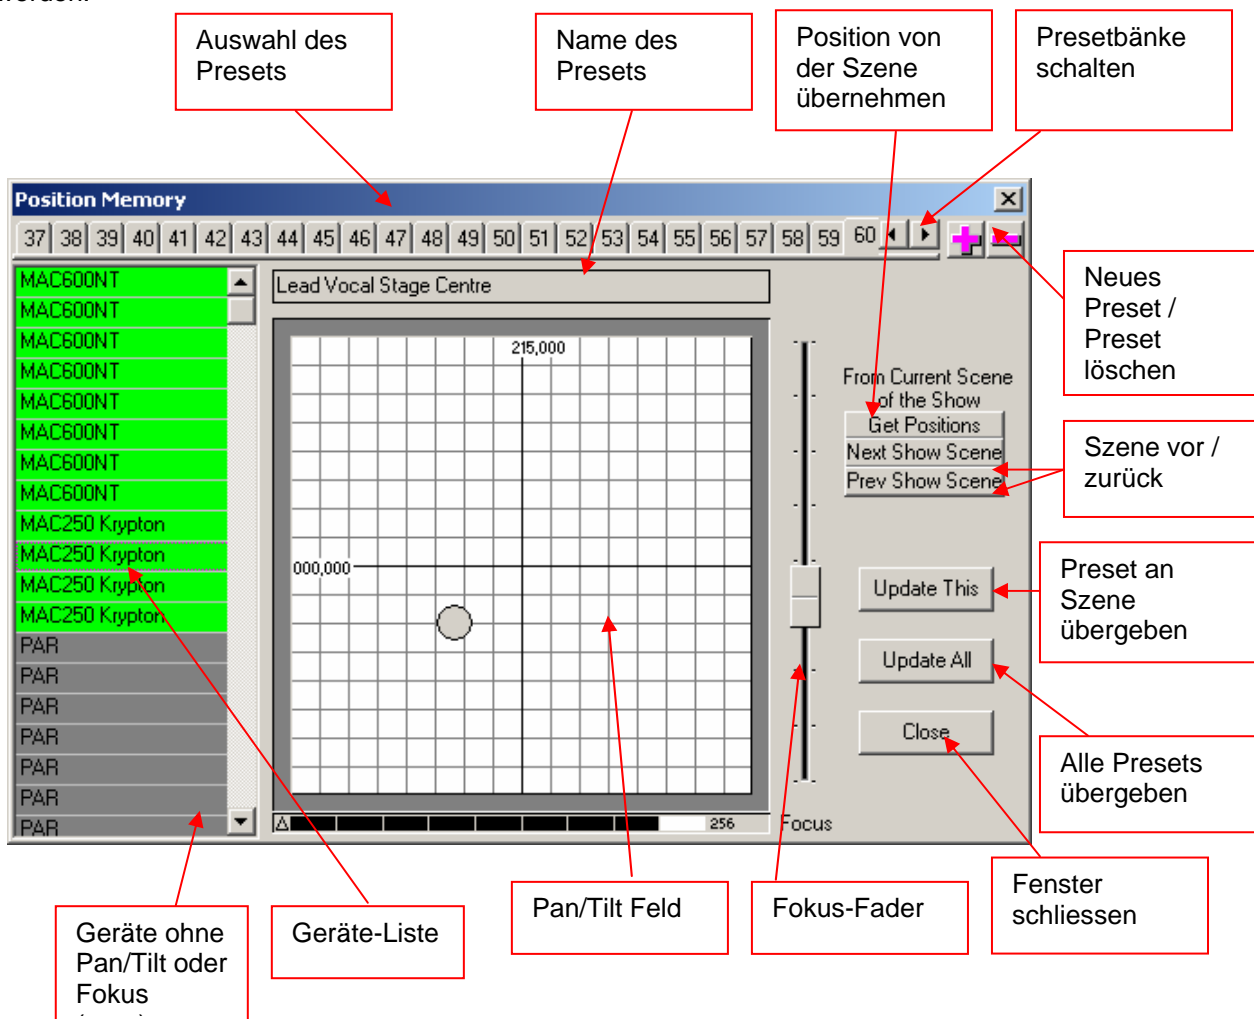 Auswahl des
Presets
Name des
Presets
Position von
der Szene
übernehmen
Presetbänke
schalten
Position Memory
37 38 39 40 41 42 43 44 45 46 47 48 49 50 51 52 53 54 55 56 57 58 59 60
MAC600NT
MAC600NT
MAC600NT
MAC600NT
MAC600NT
MAC600NT
MAC600NT
MAC600NT
MAC250 Krypton
MAC250 Krypton
MAC250 Krypton
MAC250 Krypton
PAR
PAR
PAR
PAR
PAR
PAR
PAR
Lead Vocal Stage Centre
215,000
000,000
256
Focus
From Current Scene
of the Show
Get Positions
Next Show Scene
Prev Show Scene
Update This
Update All
Close
Neues
Preset /
Preset
löschen
Szene vor /
zurück
Preset an
Szene
übergeben
Alle Presets
übergeben
Fenster
schliessen
Fokus-Fader
Pan/Tilt Feld
Geräte-Liste
Geräte ohne
Pan/Tilt oder
Fokus